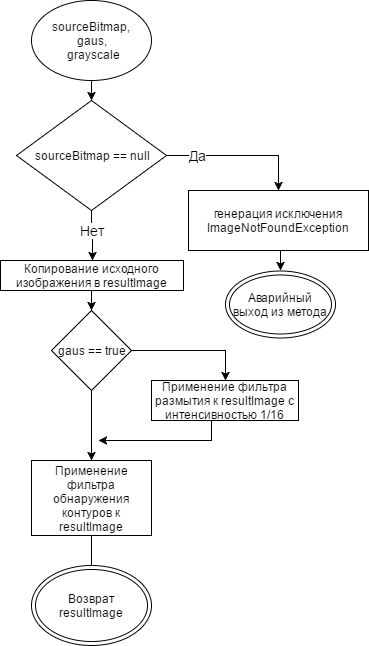 sourceBitmap,
gaus,
grayscale
sourceBitmap == null
Да
генерация исключения
ImageNotFoundException
Нет
Копирование исходного
изображения в resultImage
Аварийный
выход из метода
gaus == true
Применение фильтра
размытия к resultImage с
интенсивностью 1/16
Применение
фильтра
обнаружения
контуров к
resultImage
Возврат
resultImage